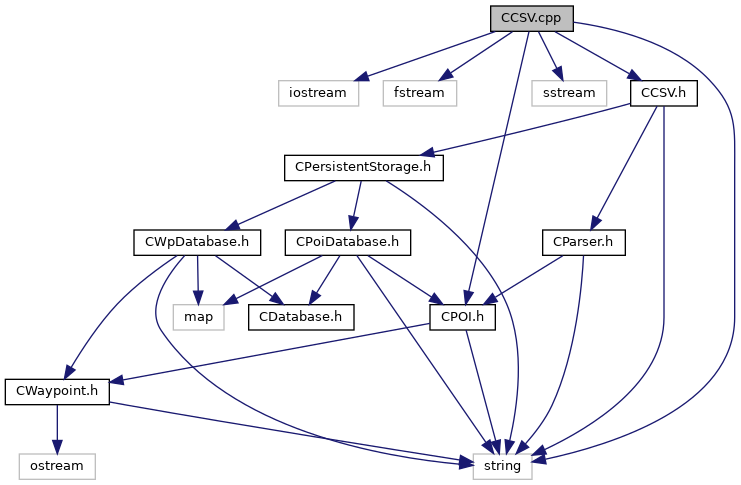 CCSV.cpp
iostream
fstream
sstream
CCSV.h
CPersistentStorage.h
CWpDatabase.h
CPoiDatabase.h
CParser.h
map
CDatabase.h
CPOI.h
CWaypoint.h
ostream
string